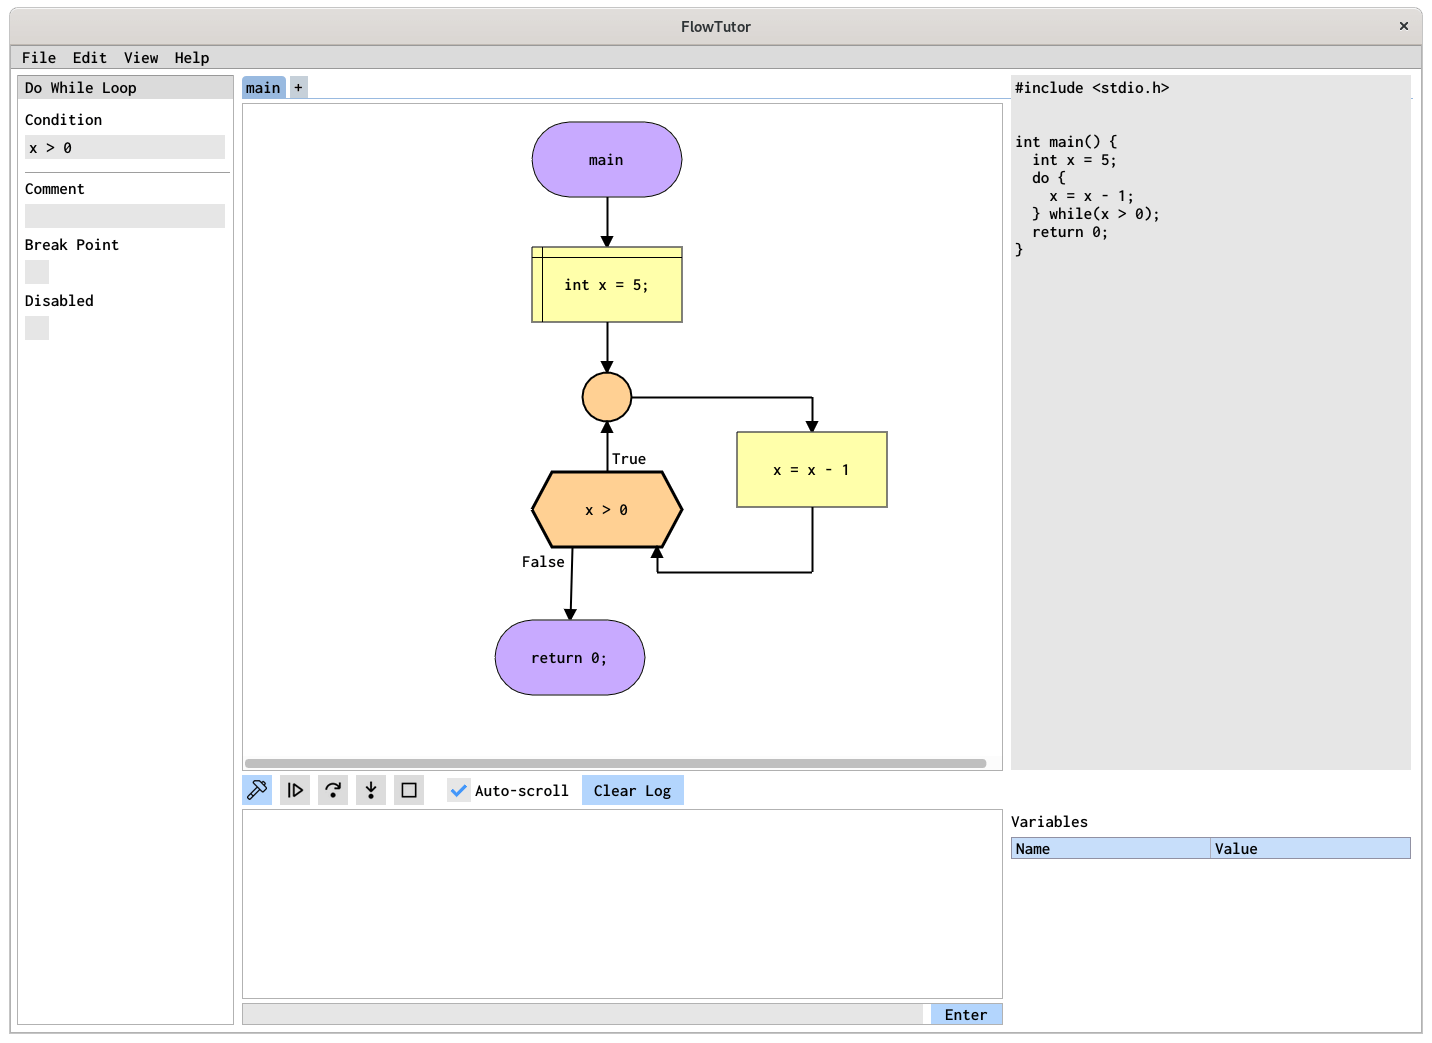 FlowTutor
×
File Edit View Help
Do While Loop
Condition
x > 0
Comment
Break Point
Disabled
main +
main
int x = 5;
True
x = x - 1
x > 0
False
return 0;
#include <stdio.h>
int main() {
  int x = 5;
  do {
    x = x - 1;
  } while(x > 0);
  return 0;
}
Auto-scroll Clear Log
Variables
Name Value
Enter